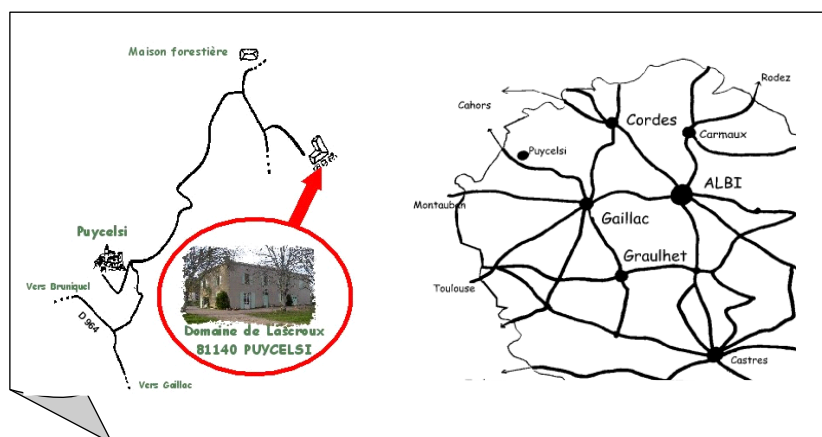 Maison forestière
Puycelsi
Vers Bruniquel
D 964
Vers Gaillac
Domaine de Lascroux
81140 PUYCELSI
Rodez
Cahors
Cordes
Carmaux
Puycelsi
ALBI
Montauban
Gaillac
Graulhet
Toulouse
Castres